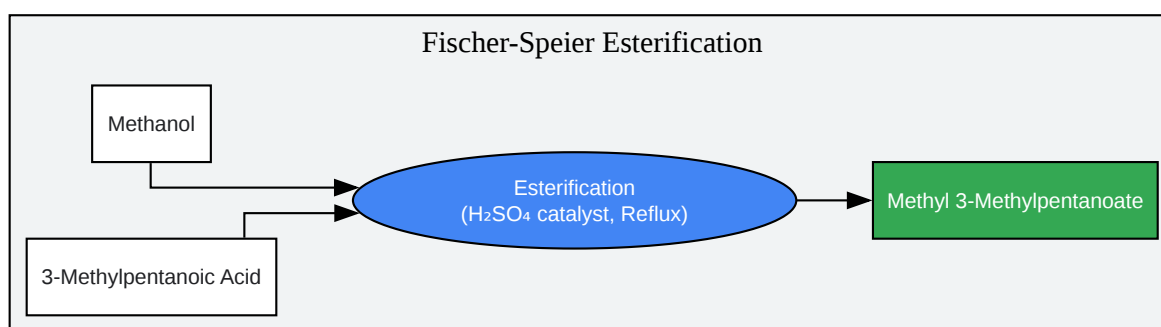 Fischer-Speier Esterification
Methanol
Esterification
(H₂SO₄ catalyst, Reflux)
Methyl 3-Methylpentanoate
3-Methylpentanoic Acid